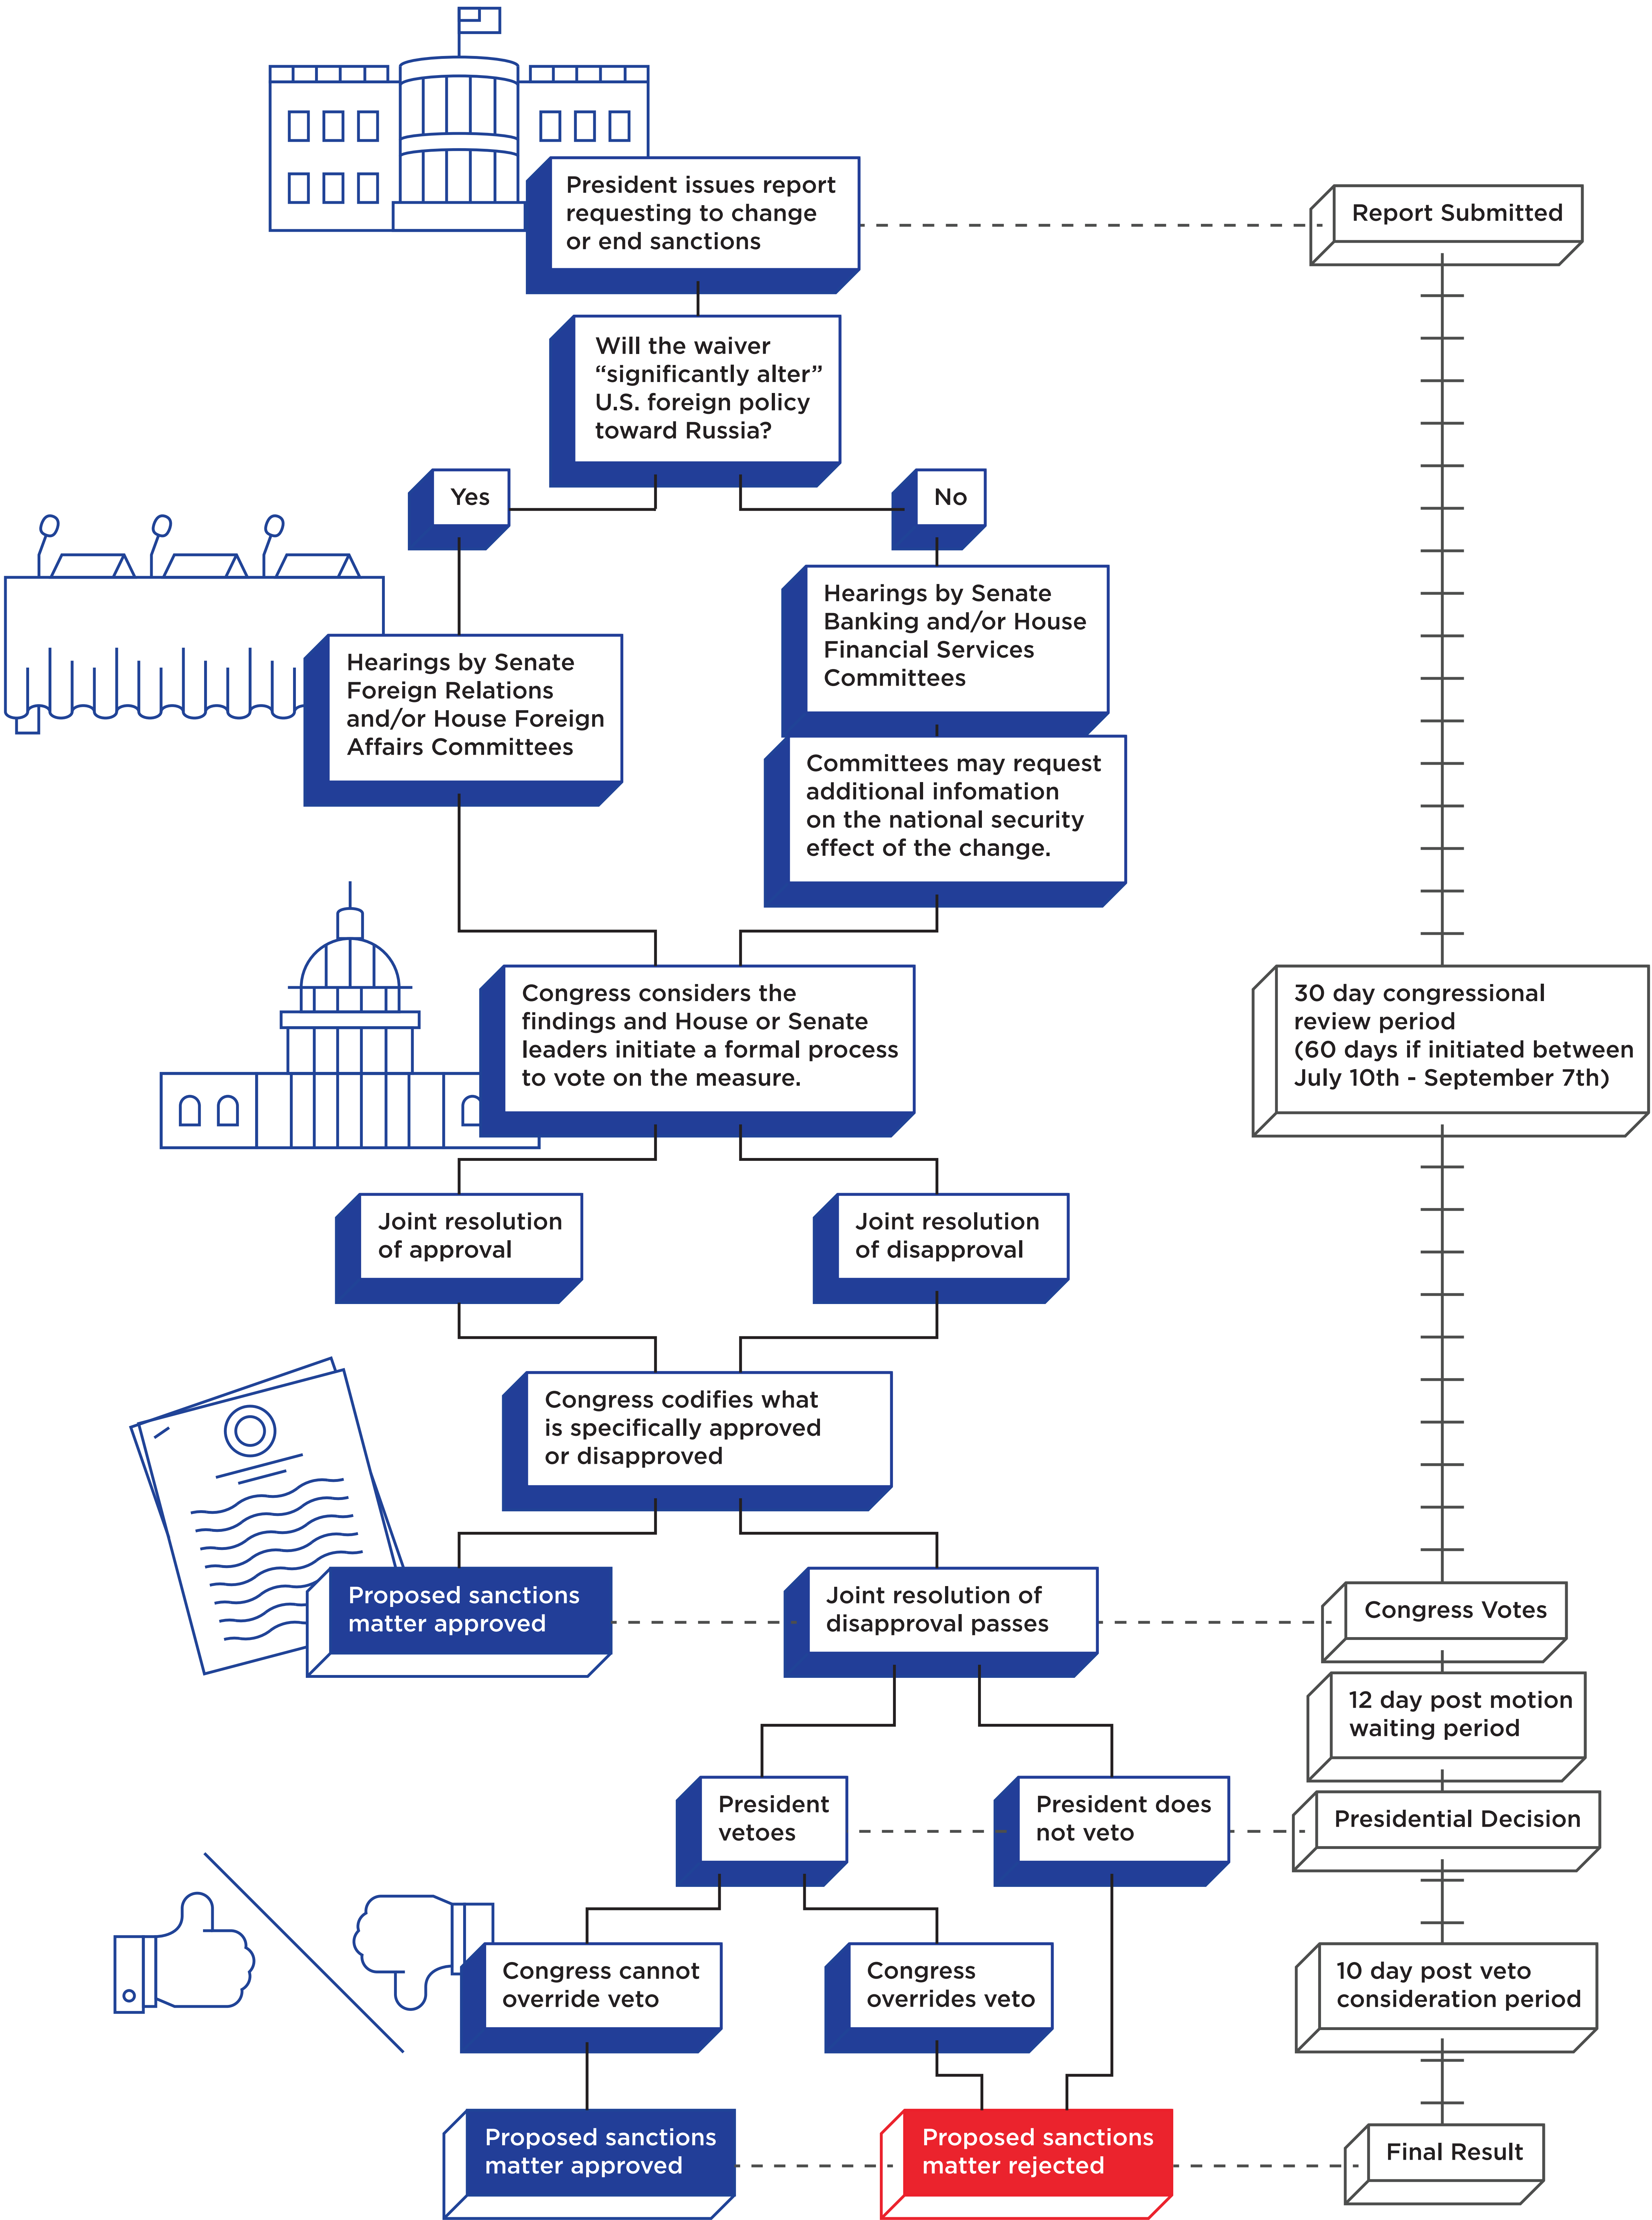 President issues report
requesting to change
or end sanctions
Report Submitted
Will the waiver
“significantly alter”
U.S. foreign policy
toward Russia?
Yes
No
Hearings by Senate
Foreign Relations
and/or House Foreign
Affairs Committees
Hearings by Senate
Banking and/or House
Financial Services
Committees
Committees may request
additional infomation
on the national security
effect of the change.
Congress considers the
findings and House or Senate
leaders initiate a formal process
to vote on the measure.
30 day congressional
review period
(60 days if initiated between
July 10th - September 7th)
Joint resolution
of approval
Joint resolution
of disapproval
Congress codifies what
is specifically approved
or disapproved
Proposed sanctions
matter approved
Joint resolution of
disapproval passes
Congress Votes
12 day post motion
waiting period
President
vetoes
President does
not veto
Presidential Decision
Congress cannot
override veto
Congress
overrides veto
10 day post veto
consideration period
Proposed sanctions
matter approved
Proposed sanctions
matter rejected
Final Result